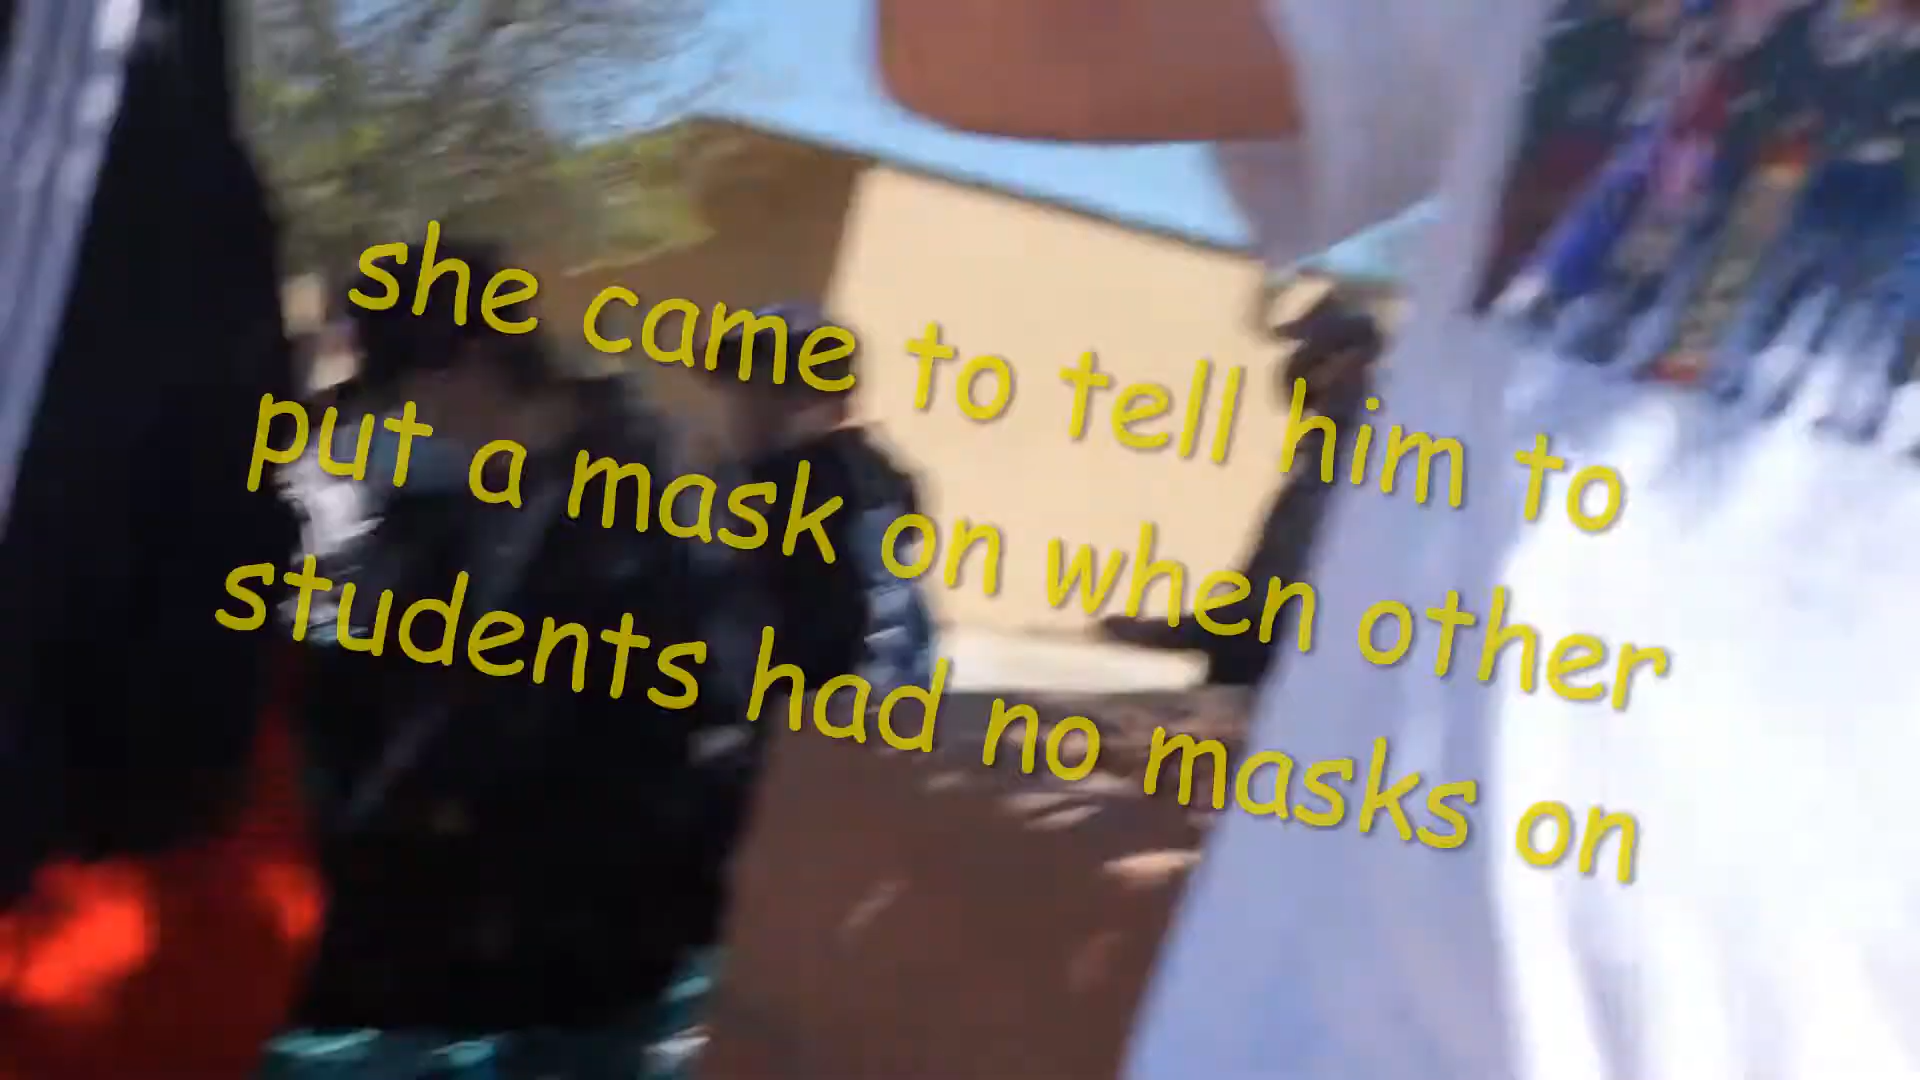 she came to tell him to
put a mask on when other
students had no masks on